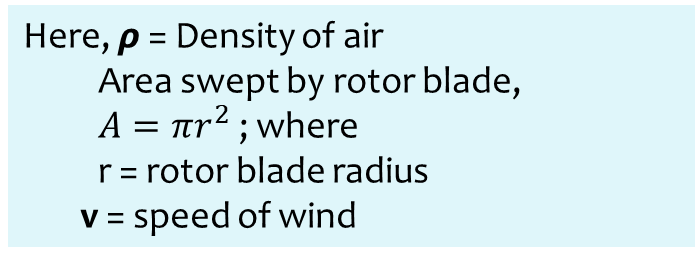 Here, ρ = Density of air
Area swept by rotor blade,
A = πr² ; where
r = rotor blade radius
v = speed of wind